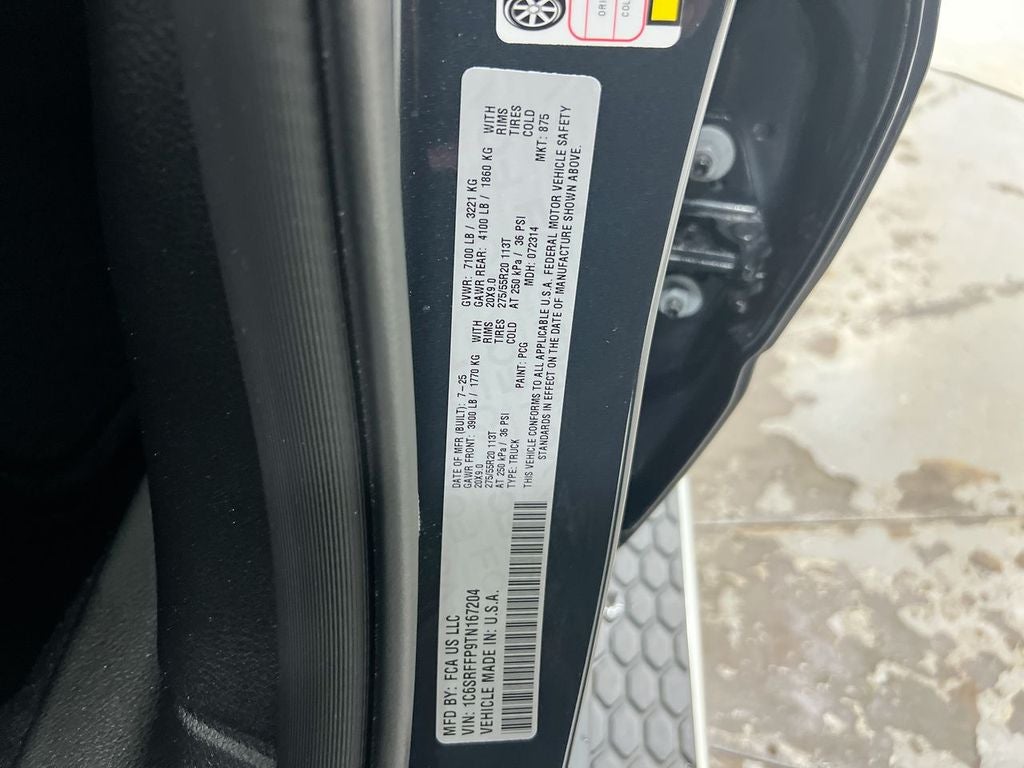 ORI
COL
MFD BY: FCA US LLC
VIN: 1C6SRFFP9TN167204
VEHICLE MADE IN: U.S.A.
DATE OF MFR (BUILT): 7-25
GAWR FRONT: 3900 LB / 1770 KG WITH
20X9.0 RIMS
275/55R20 113T TIRES
AT 250 kPa / 36 PSI COLD
TYPE: TRUCK
GVWR: 7100 LB / 3221 KG
GAWR REAR: 4100 LB / 1860 KG WITH
20X9.0 RIMS
275/55R20 113T TIRES
AT 250 kPa / 36 PSI COLD
PAINT: PCG MDH: 072314 MKT: 875
THIS VEHICLE CONFORMS TO ALL APPLICABLE U.S.A. FEDERAL MOTOR VEHICLE SAFETY
STANDARDS IN EFFECT ON THE DATE OF MANUFACTURE SHOWN ABOVE.